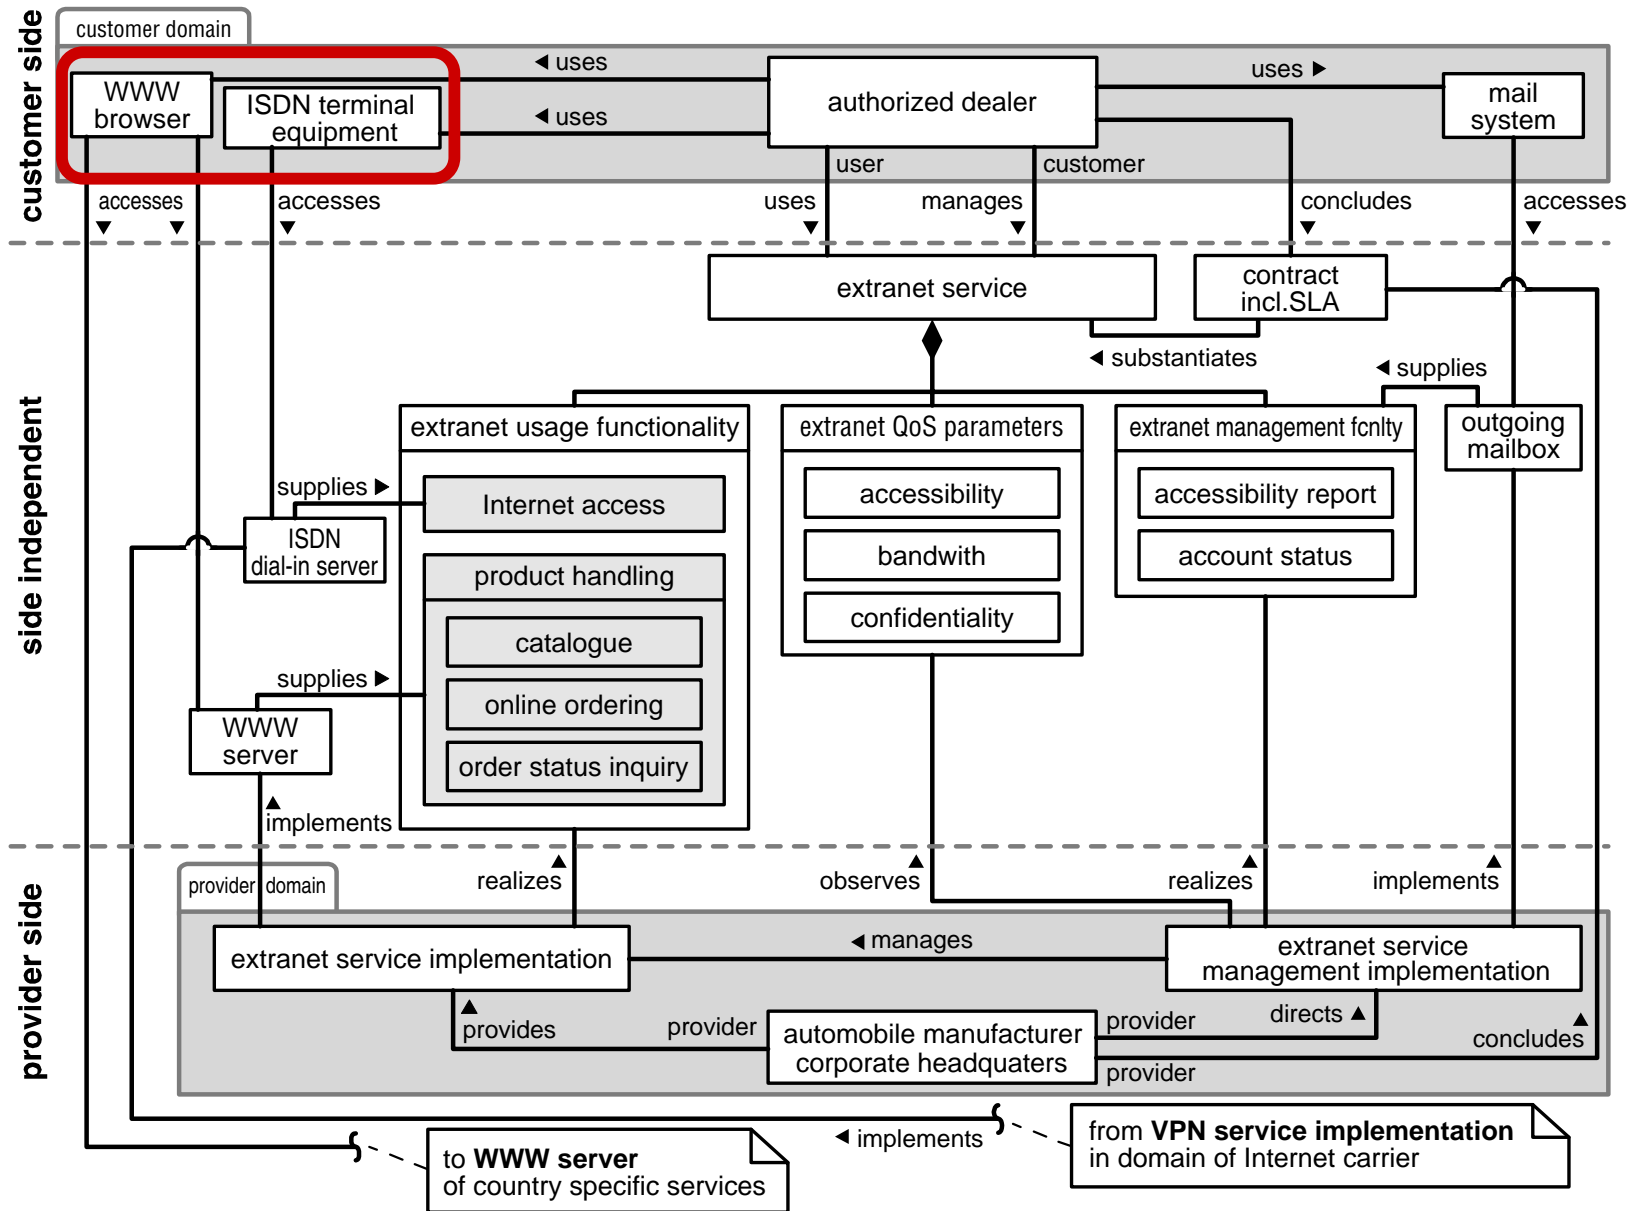 customer side
customer domain
WWW
browser
ISDN terminal
equipment
◄ uses
◄ uses
authorized dealer
uses ►
mail
system
user
customer
accesses
▼ ▼
accesses
▼
uses
▼
manages
▼
concludes
▼
accesses
▼
side independent
extranet service
contract
incl.SLA
◄ substantiates
◄ supplies
extranet usage functionality
extranet QoS parameters
extranet management fcnlty
outgoing
mailbox
supplies ►
Internet access
accessibility
accessibility report
ISDN
dial-in server
bandwith
account status
product handling
confidentiality
catalogue
supplies ►
online ordering
WWW
server
order status inquiry
▲
implements
provider side
provider domain
▲
realizes
▲
observes
▲
realizes
▲
implements
extranet service implementation
◄ manages
extranet service
management implementation
▲
provides
provider
automobile manufacturer
corporate headquaters
provider
directs ▲
provider
▲
concludes
◄ implements
from VPN service implementation
in domain of Internet carrier
to WWW server
of country specific services